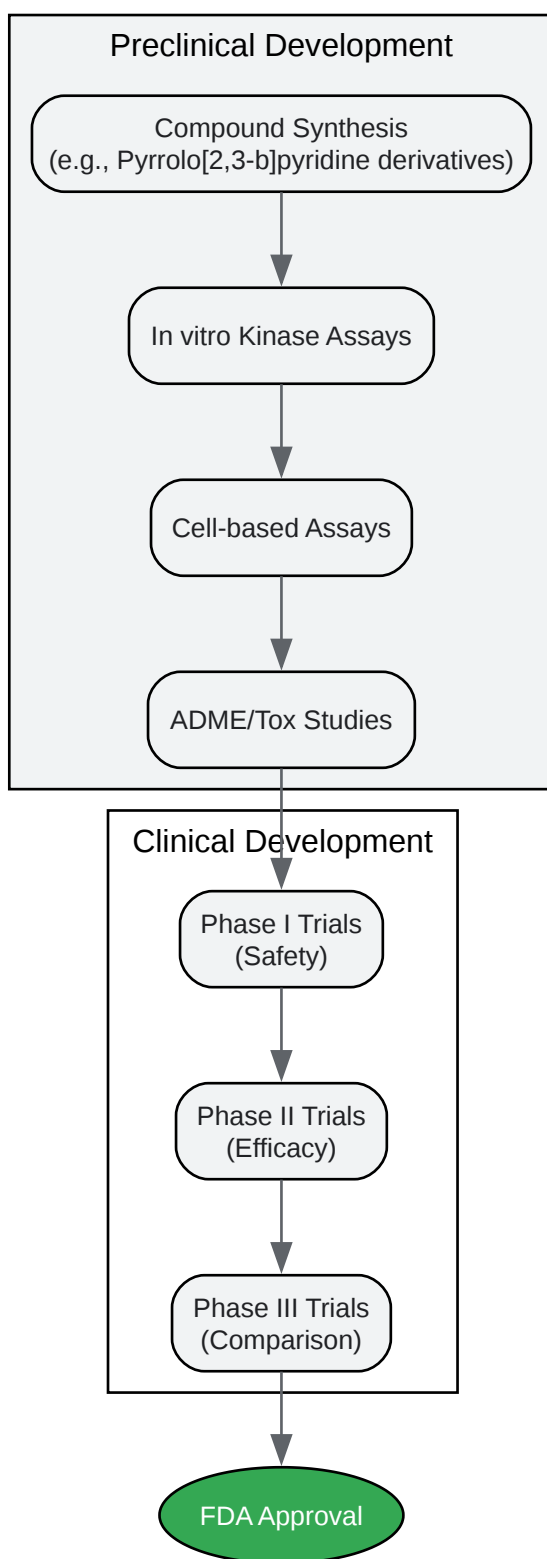 Preclinical Development
Compound Synthesis
(e.g., Pyrrolo[2,3-b]pyridine derivatives)
In vitro Kinase Assays
Cell-based Assays
ADME/Tox Studies
Clinical Development
Phase I Trials
(Safety)
Phase II Trials
(Efficacy)
Phase III Trials
(Comparison)
FDA Approval